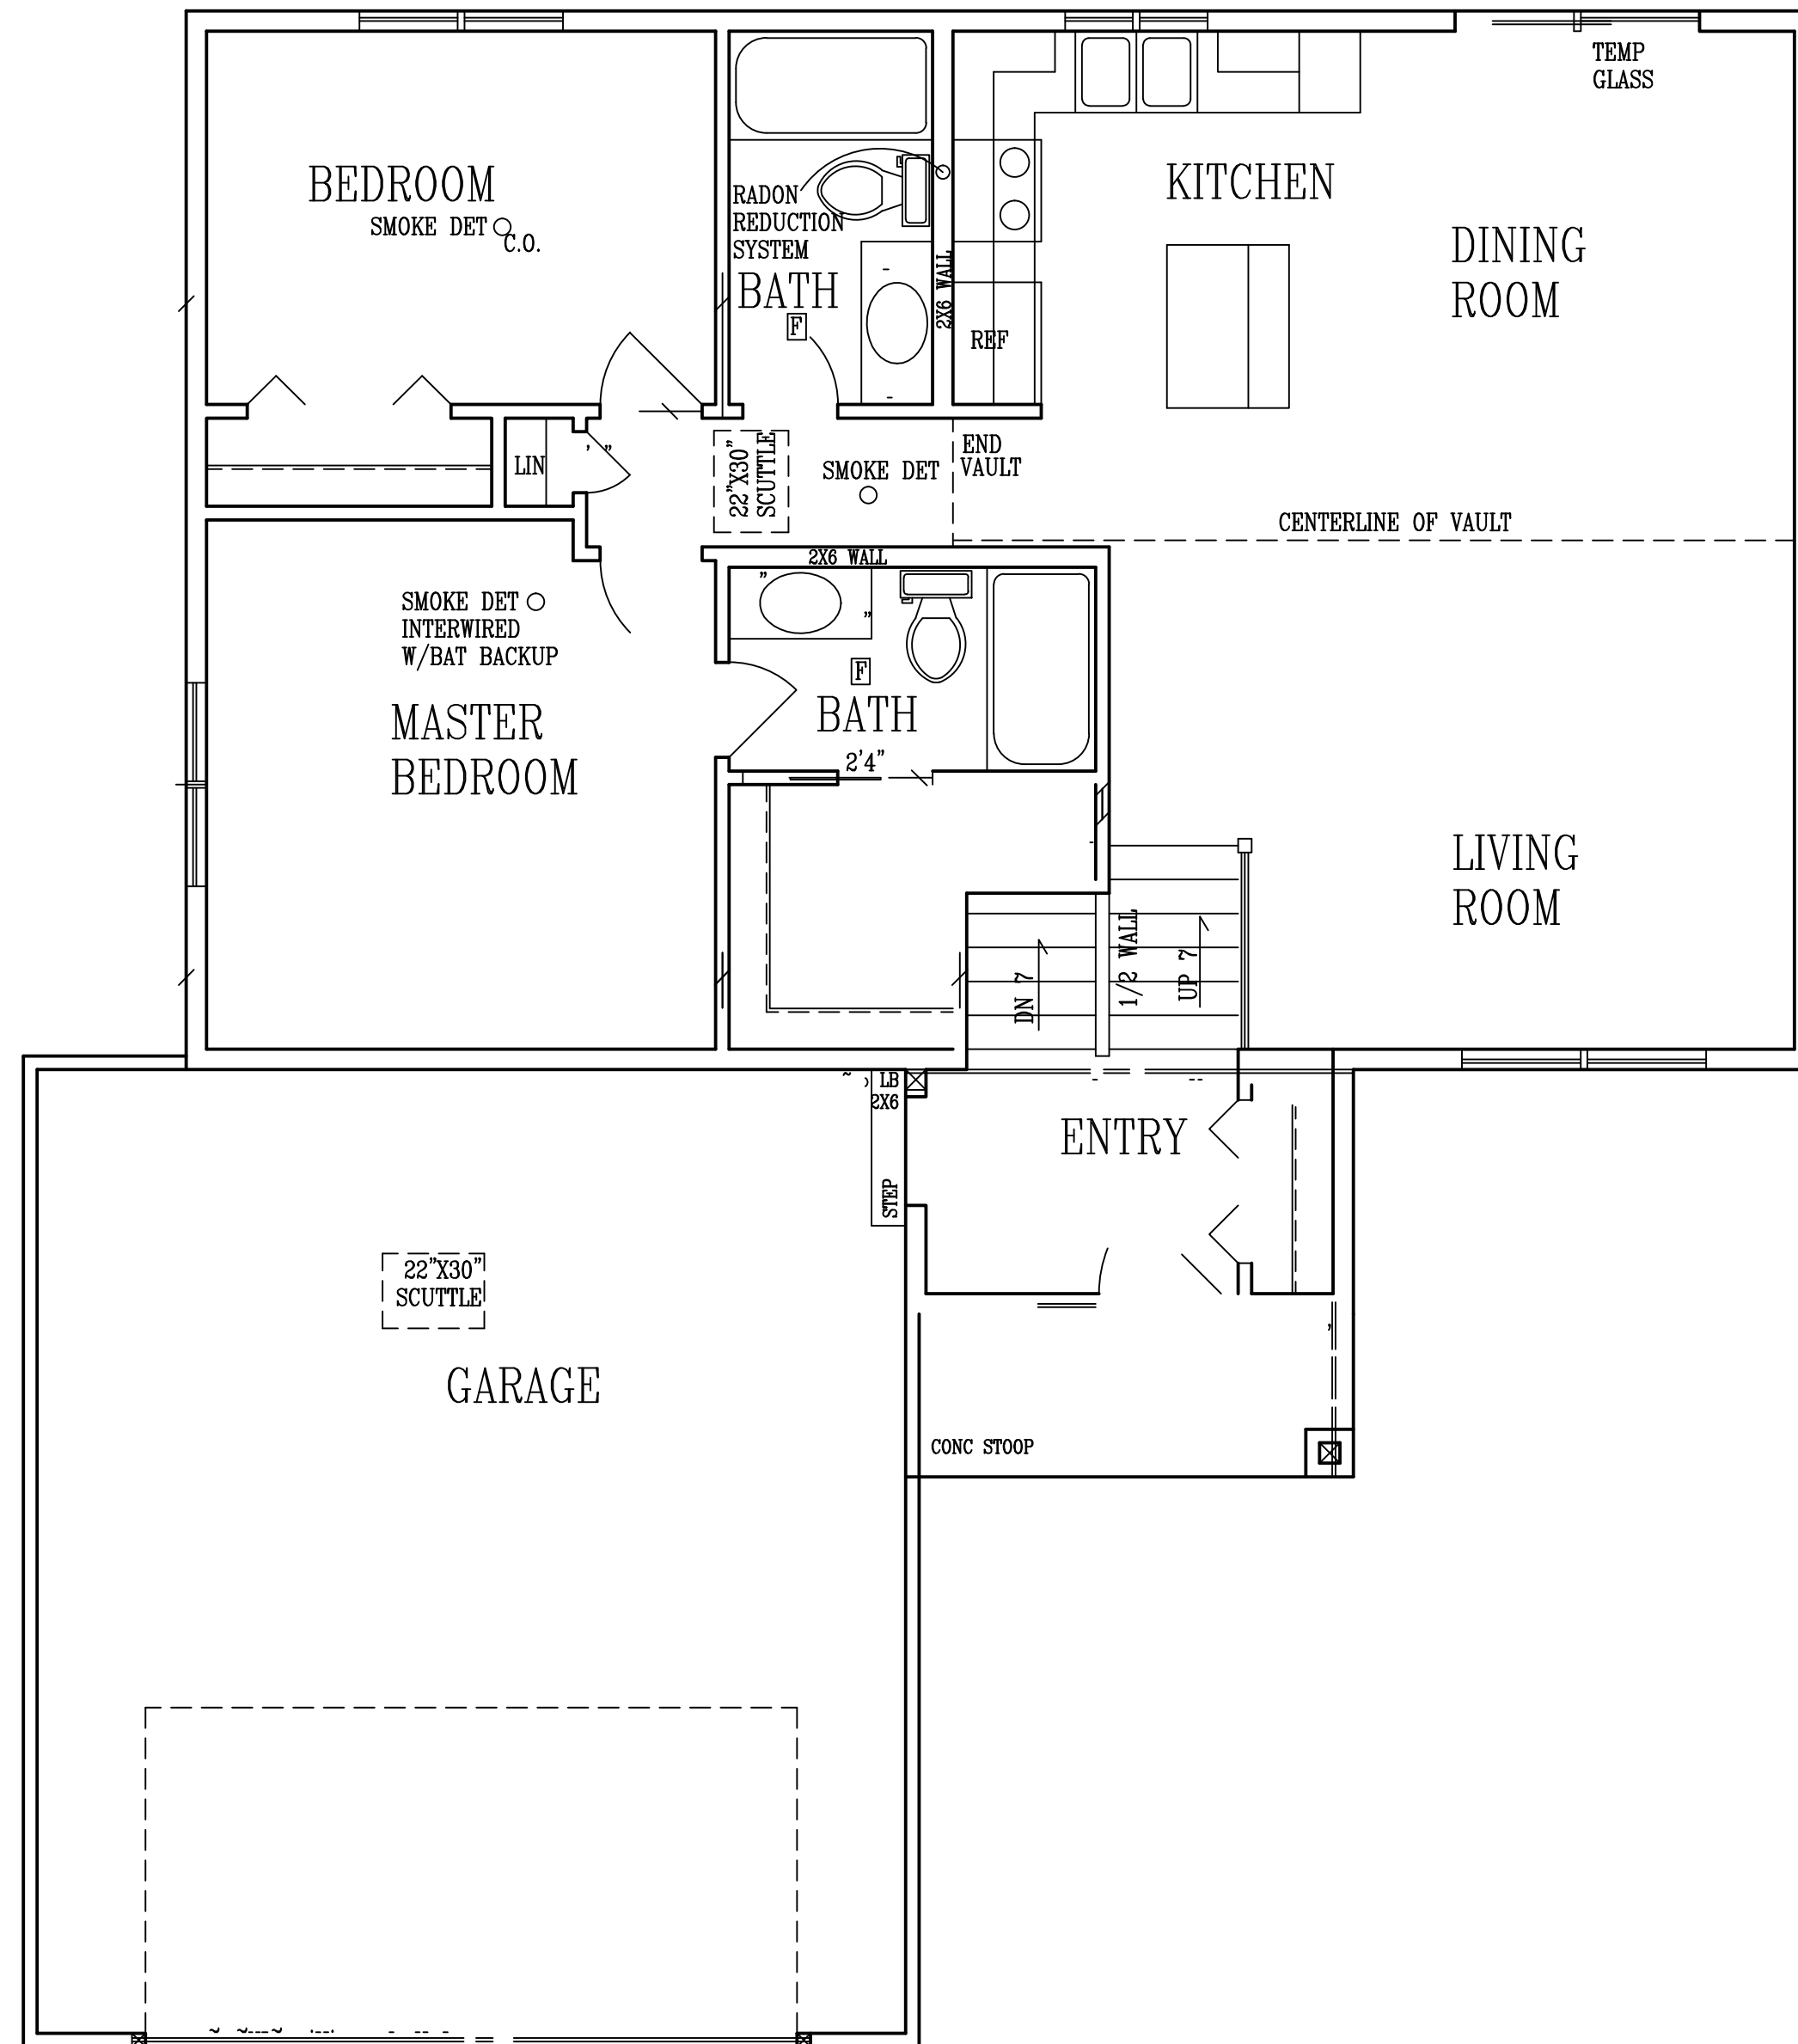 TEMP
GLASS
BEDROOM
SMOKE DET
C.O.
RADON
REDUCTION
SYSTEM
BATH
F
2X6 WALL
REF
KITCHEN
DINING
ROOM
LIN
22"X30"
SCUTTLE
SMOKE DET
END
VAULT
CENTERLINE OF VAULT
2X6 WALL
SMOKE DET
INTERWIRED
W/BAT BACKUP
MASTER
BEDROOM
F
BATH
2'4"
LIVING
ROOM
DN 7
1/2 WALL
UP 7
LB
2X6
STEP
ENTRY
22"X30"
SCUTTLE
GARAGE
CONC STOOP